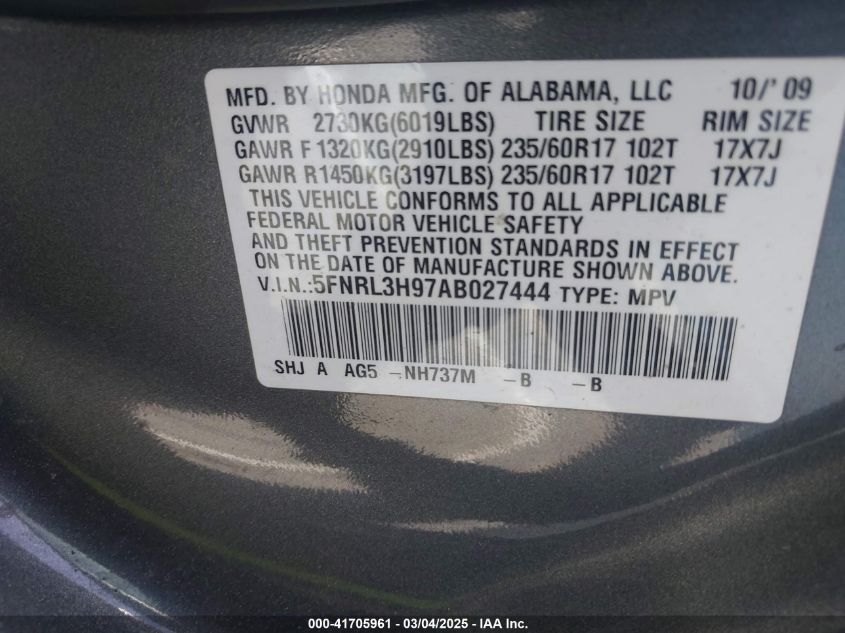 MFD. BY HONDA MFG. OF ALABAMA, LLC 10/' 09
GVWR 2730KG(6019LBS) TIRE SIZE RIM SIZE
GAWR F 1320KG(2910LBS) 235/60R17 102T 17X7J
GAWR R1450KG(3197LBS) 235/60R17 102T 17X7J
THIS VEHICLE CONFORMS TO ALL APPLICABLE
FEDERAL MOTOR VEHICLE SAFETY
AND THEFT PREVENTION STANDARDS IN EFFECT
ON THE DATE OF MANUFACTURE SHOWN ABOVE.
V.I.N.:5FNRL3H97AB027444 TYPE: MPV
SHJ A AG5 -NH737M -B -B
000-41705961 - 03/04/2025 - IAA Inc.